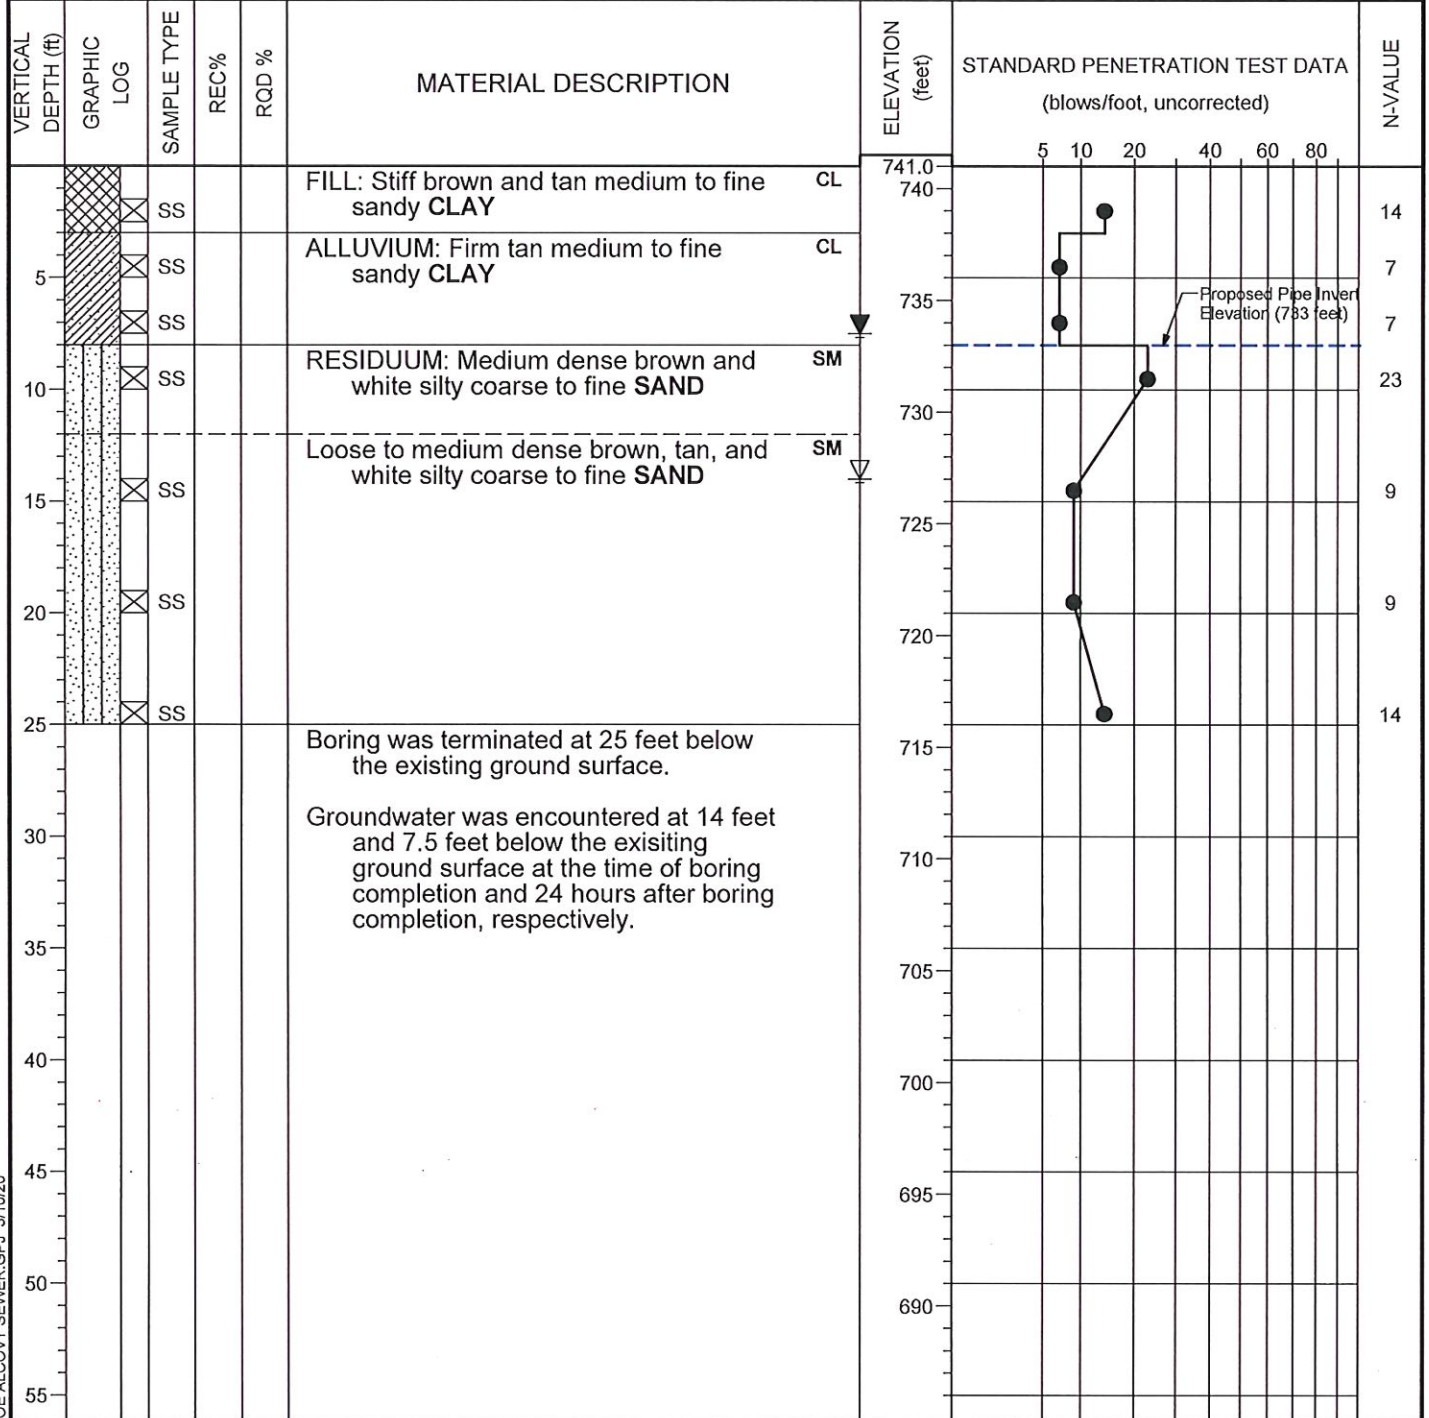 VERTICAL
DEPTH (ft)
GRAPHIC
LOG
SAMPLE TYPE
REC%
RQD %
MATERIAL DESCRIPTION
ELEVATION
(feet)
STANDARD PENETRATION TEST DATA
(blows/foot, uncorrected)
5 10 20 40 60 80
N-VALUE
741.0
740
FILL: Stiff brown and tan medium to fine CL
sandy CLAY
SS
14
ALLUVIUM: Firm tan medium to fine CL
sandy CLAY
SS
7
5
735
Proposed Pipe Invert
Elevation (733 feet)
SS
7
RESIDUUM: Medium dense brown and SM
white silty coarse to fine SAND
SS
23
10
730
Loose to medium dense brown, tan, and SM
white silty coarse to fine SAND
SS
9
15
725
SS
9
20
720
SS
14
25
715
Boring was terminated at 25 feet below
the existing ground surface.
Groundwater was encountered at 14 feet
and 7.5 feet below the exisiting
ground surface at the time of boring
completion and 24 hours after boring
completion, respectively.
30
710
35
705
40
700
45
695
50
690
55